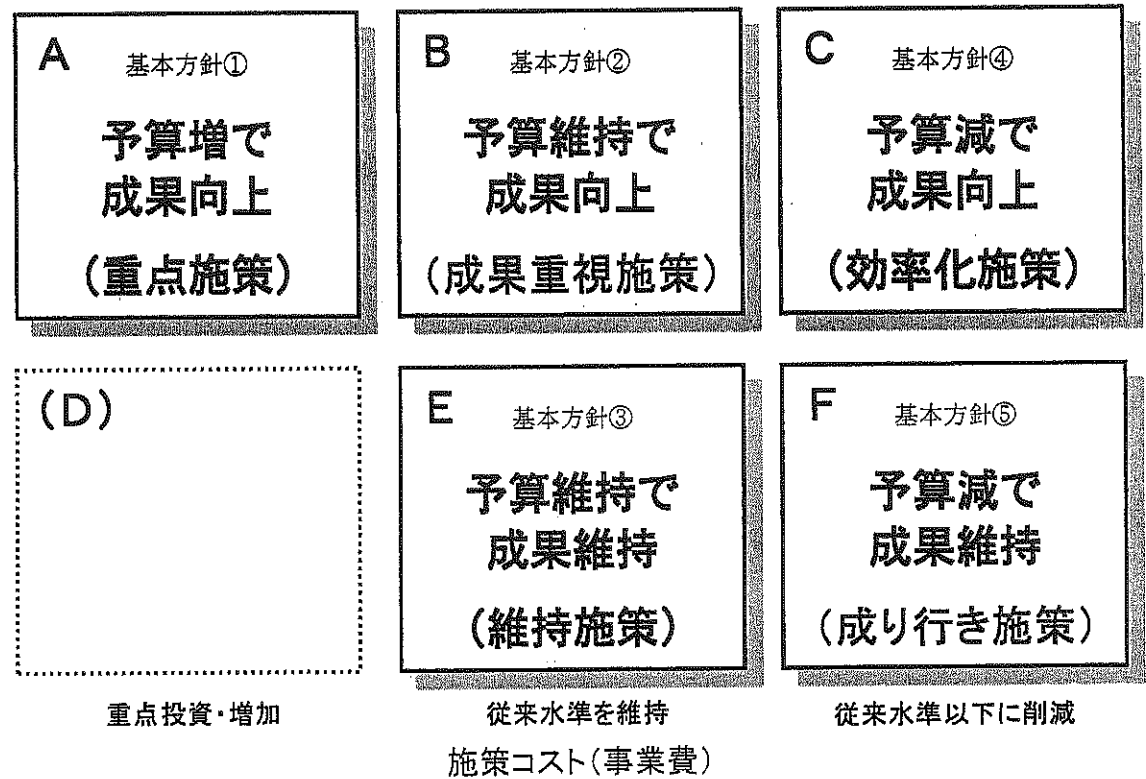 A
基本方針①
予算増で
成果向上
(重点施策)
B
基本方針②
予算維持で
成果向上
(成果重視施策)
C
基本方針④
予算減で
成果向上
(効率化施策)
(D)
E
基本方針③
予算維持で
成果維持
(維持施策)
F
基本方針⑤
予算減で
成果維持
(成り行き施策)
重点投資・増加
従来水準を維持
従来水準以下に削減
施策コスト(事業費)